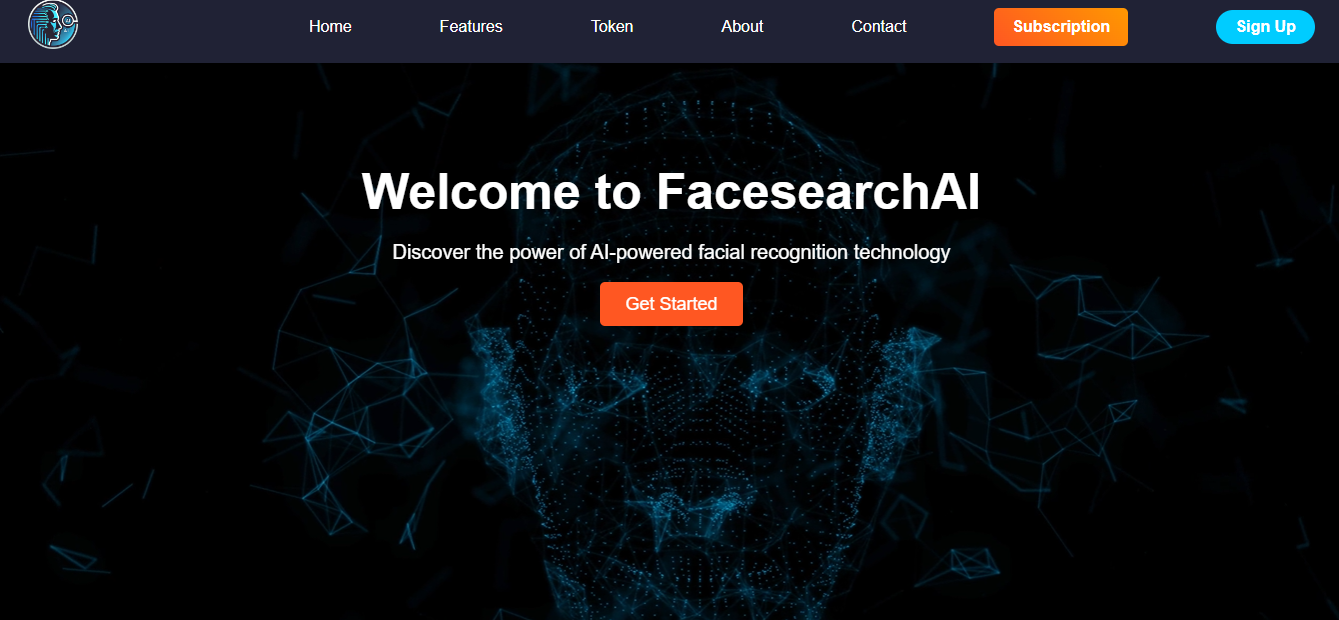 Home
Features
Token
About
Contact
Subscription
Sign Up
Welcome to FacesearchAI
Discover the power of AI-powered facial recognition technology
Get Started